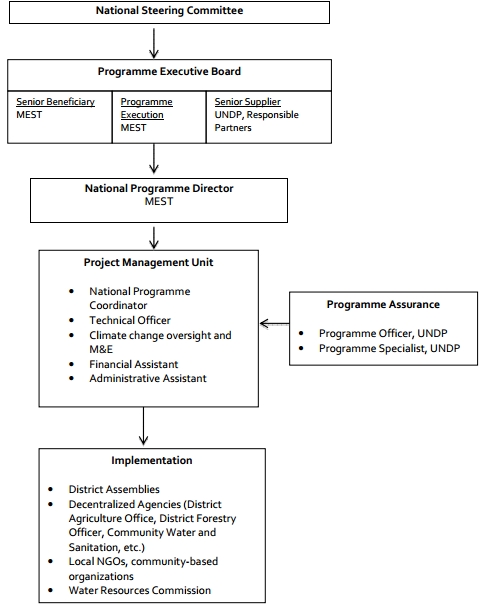 National Steering Committee
Programme Executive Board
Senior Beneficiary
MEST
Programme
Execution
MEST
Senior Supplier
UNDP, Responsible
Partners
National Programme Director
MEST
Project Management Unit
• National Programme
Coordinator
• Technical Officer
• Climate change oversight and
M&E
• Financial Assistant
• Administrative Assistant
Programme Assurance
• Programme Officer, UNDP
• Programme Specialist, UNDP
Implementation
• District Assemblies
• Decentralized Agencies (District
Agriculture Office, District Forestry
Officer, Community Water and
Sanitation, etc.)
• Local NGOs, community-based
organizations
• Water Resources Commission